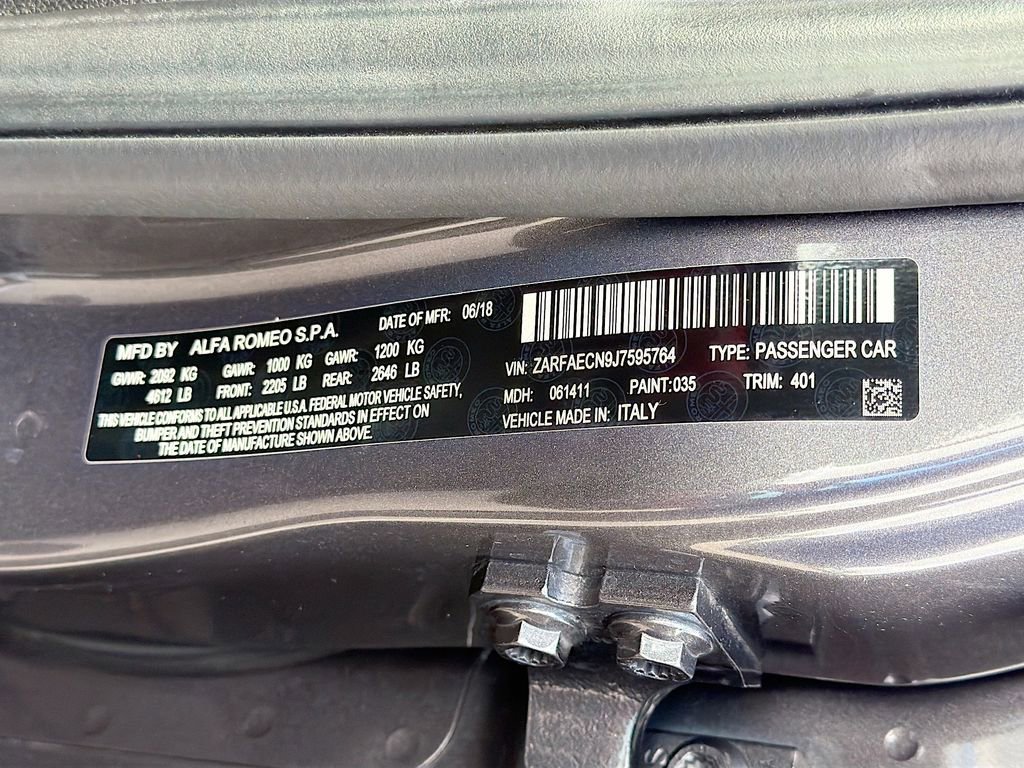 MFD BY ALFA ROMEO S.P.A. DATE OF MFR: 06/18
GVWR: 2092 KG GAWR: 1000 KG GAWR: 1200 KG
4612 LB FRONT: 2205 LB REAR: 2646 LB
THIS VEHICLE CONFORMS TO ALL APPLICABLE U.S.A. FEDERAL MOTOR VEHICLE SAFETY,
BUMPER AND THEFT PREVENTION STANDARDS IN EFFECT ON
THE DATE OF MANUFACTURE SHOWN ABOVE.
VIN: ZARFAECN9J7595764 TYPE: PASSENGER CAR
MDH: 061411 PAINT: 035 TRIM: 401
VEHICLE MADE IN: ITALY